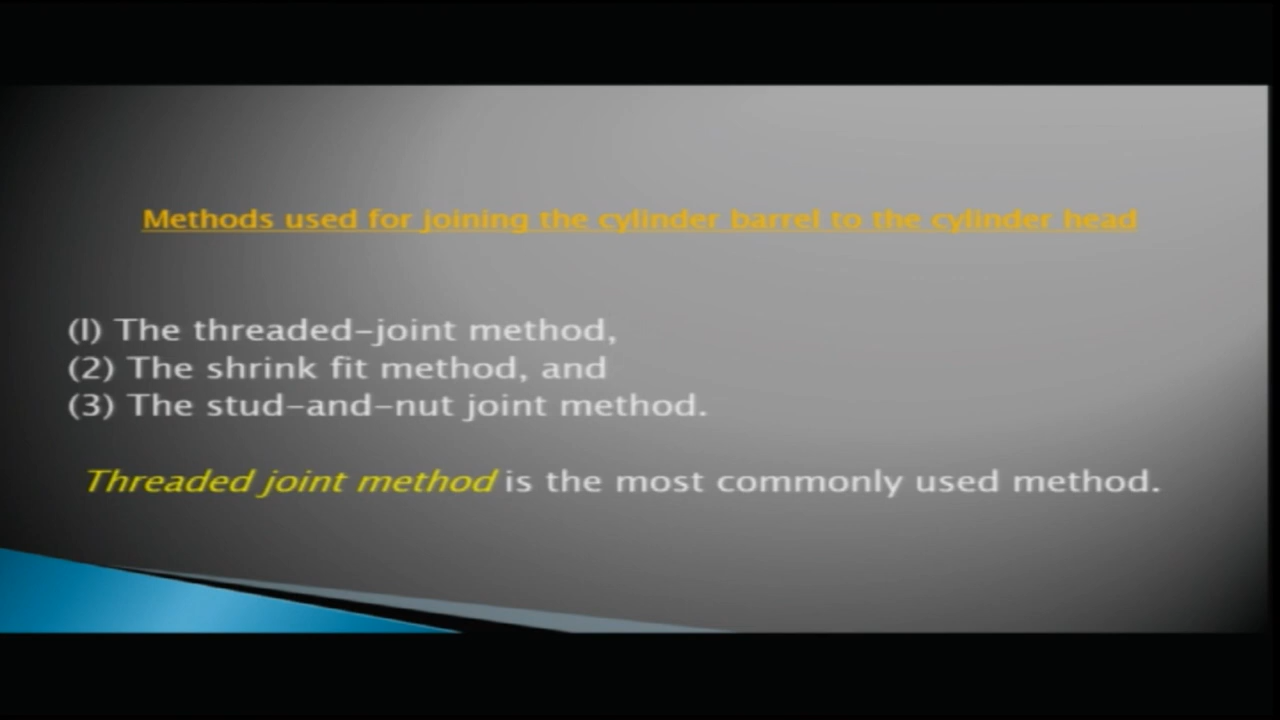 Methods used for joining the cylinder barrel to the cylinder head
(l) The threaded-joint method,
(2) The shrink fit method, and
(3) The stud-and-nut joint method.
Threaded joint method is the most commonly used method.